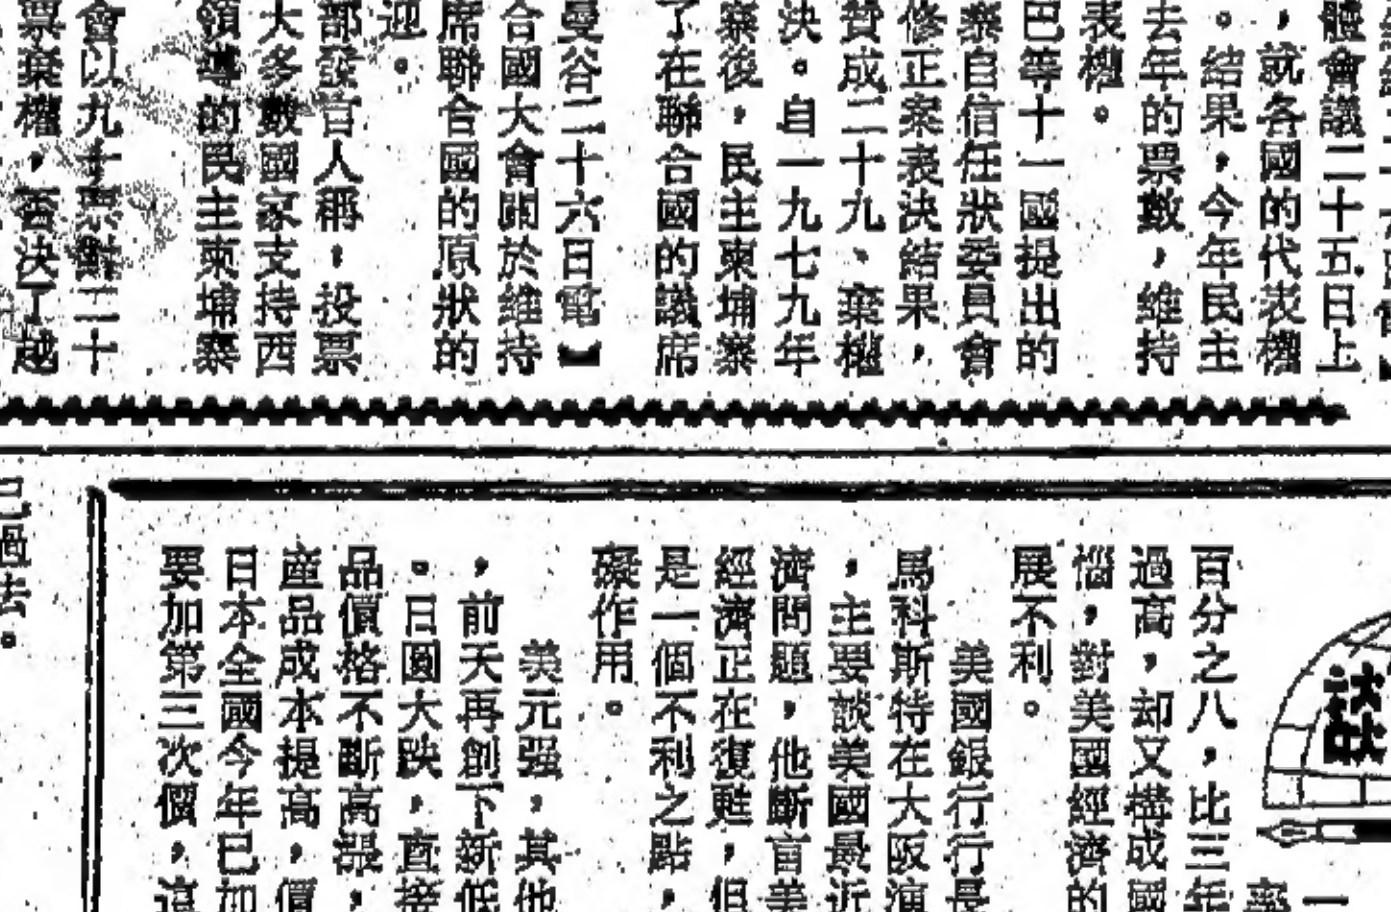 體會議二十五日上
，就各國的代表權
。結果，今年民主
去年的票數，維持
表權。
巴等十一國提出的
寨自信任狀委員會
修正案表決結果，
贊成二十九、棄權
決。自一九七九年
寨後，民主柬埔寨
了在聯合國的議席
曼谷二十六日電】
合國大會關於維持
席聯合國的原狀的
迎。
部發言人稱，投票
大多數國家支持西
領導的民主柬埔寨
會以九十票對二十
票棄權，否決了越
談
一
率
百分之八，比三年
過高，却又構成國
惱，對美國經濟的
展不利。
美國銀行行長
馬科斯特在大阪演
，主要談美國最近
濟問題，他斷言美
經濟正在復甦，但
是一個不利之點，
礙作用。
美元强，其他
，前天再創下新低
。日圓大跌，直接
品價格不斷高漲，
產品成本提高，價
日本全國今年已加
要加第三次價，這
已過去。